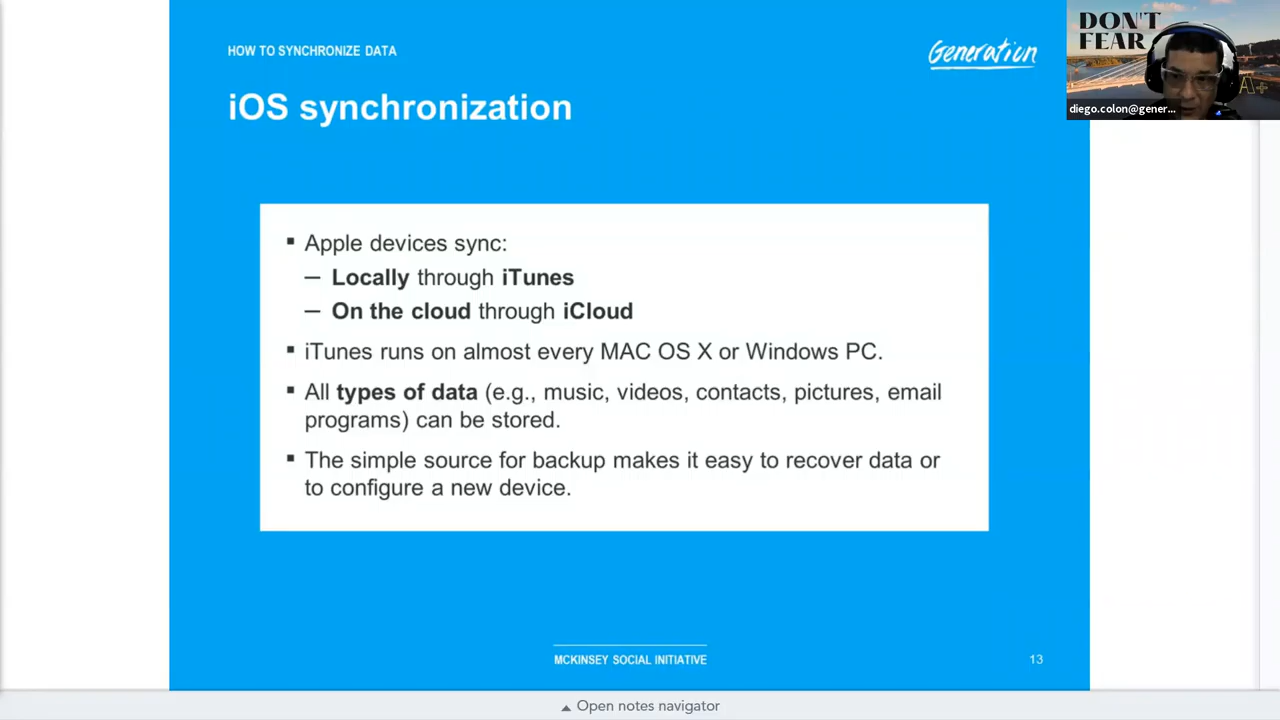 HOW TO SYNCHRONIZE DATA
Generation
iOS synchronization
▪ Apple devices sync:
– Locally through iTunes
– On the cloud through iCloud
▪ iTunes runs on almost every MAC OS X or Windows PC.
▪ All types of data (e.g., music, videos, contacts, pictures, email
programs) can be stored.
▪ The simple source for backup makes it easy to recover data or
to configure a new device.
MCKINSEY SOCIAL INITIATIVE
13
DON'T
FEAR
A+
diego.colon@gener...
Open notes navigator